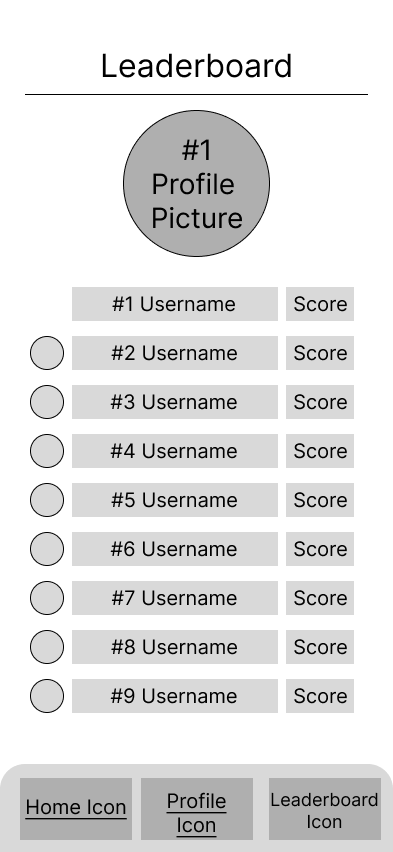 Leaderboard
#1
Profile
Picture
#1 Username Score
#2 Username Score
#3 Username Score
#4 Username Score
#5 Username Score
#6 Username Score
#7 Username Score
#8 Username Score
#9 Username Score
Home Icon
Profile
Icon
Leaderboard
Icon